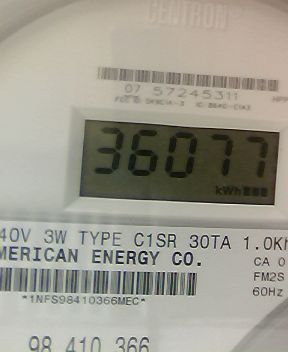 CENTRON®
07 57245311
36077
kWh
40V 3W TYPE C1SR 30TA 1.0Kh
MERICAN ENERGY CO.
CA 0
FM2S
60Hz
*1NFS98410366MEC*
98 410 366